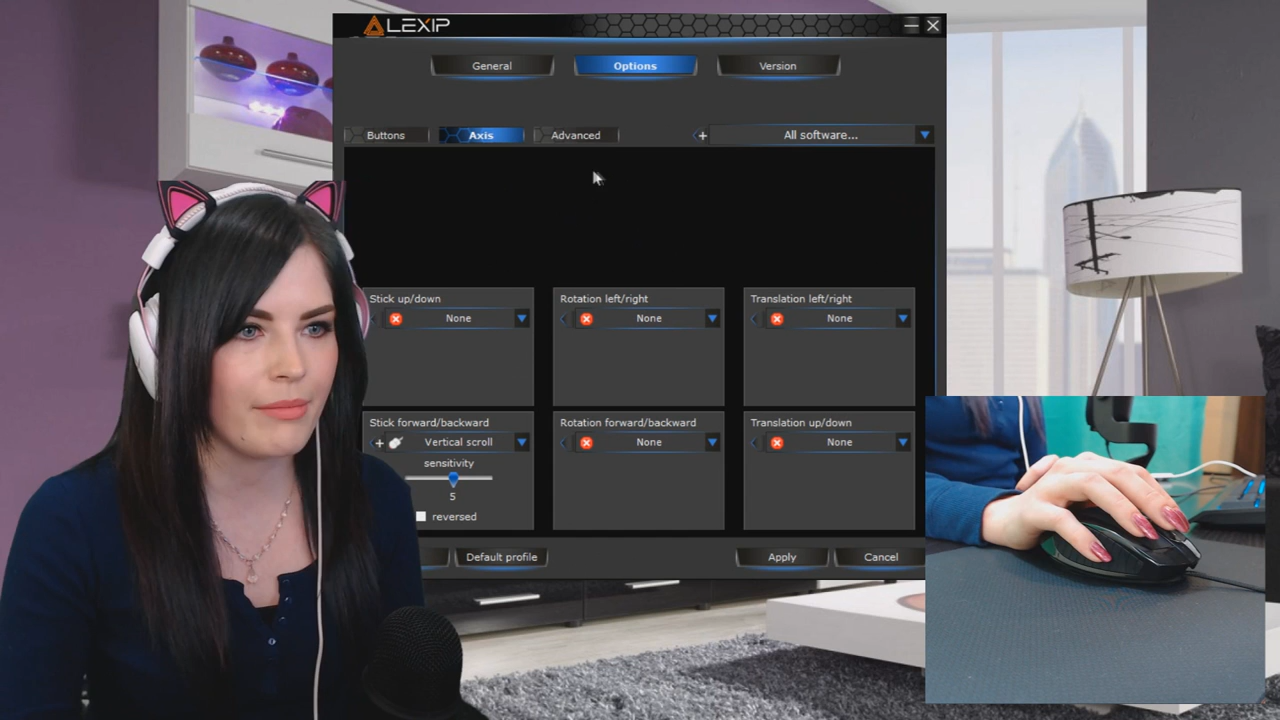 LEXIP
General
Options
Version
Buttons
Axis
Advanced
All software...
Stick up/down
None
Rotation left/right
None
Translation left/right
None
Stick forward/backward
Vertical scroll
sensitivity
5
reversed
Rotation forward/backward
None
Translation up/down
None
Default profile
Apply
Cancel